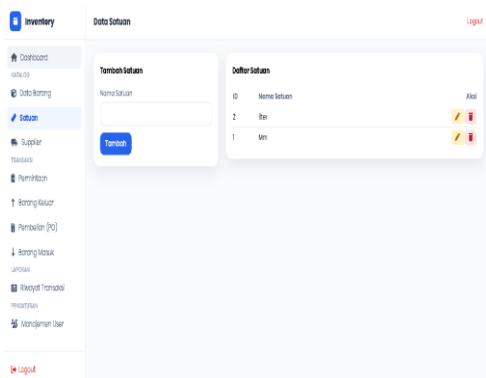 Inventory
Data Satuan
Logout
Dashboard
KATALOG
Data Barang
Satuan
Supplier
TRANSAKSI
Permintaan
Barang Keluar
Pembelian (PO)
Barang Masuk
LAPORAN
Riwayat Transaksi
PENGATURAN
Manajemen User
Logout
Tambah Satuan
Nama Satuan
Tambah
Daftar Satuan
ID Nama Satuan Aksi
2 liter
1